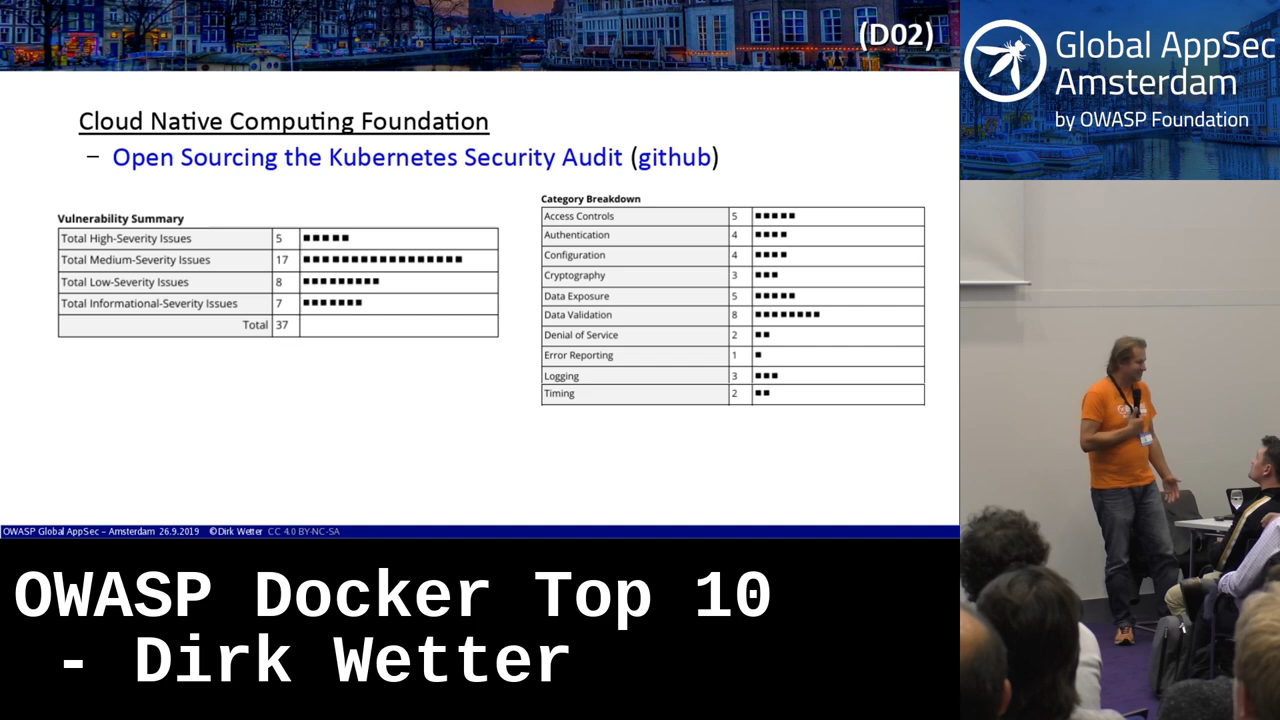 (D02)
Global AppSec
Amsterdam
by OWASP Foundation
Cloud Native Computing Foundation
– Open Sourcing the Kubernetes Security Audit (github)
Vulnerability Summary
Total High-Severity Issues 5
Total Medium-Severity Issues 17
Total Low-Severity Issues 8
Total Informational-Severity Issues 7
Total 37
Category Breakdown
Access Controls 5
Authentication 4
Configuration 4
Cryptography 3
Data Exposure 5
Data Validation 8
Denial of Service 2
Error Reporting 1
Logging 3
Timing 2
OWASP Global AppSec – Amsterdam 26.9.2019 ©Dirk Wetter CC 4.0 BY-NC-SA
OWASP Docker Top 10
- Dirk Wetter